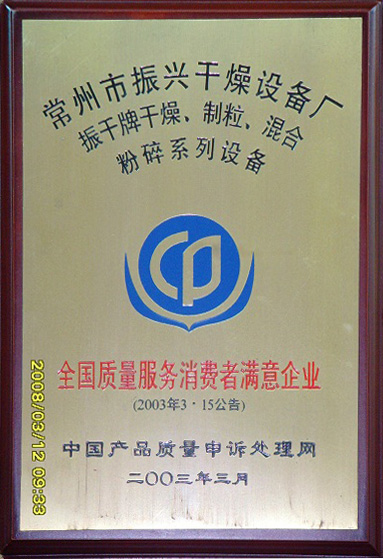 常州市振兴干燥设备厂
振干牌干燥、制粒、混合
粉碎系列设备
CP
全国质量服务消费者满意企业
(2003年3·15公告)
中国产品质量申诉处理网
二〇〇三年三月
2008/03/12 09:33